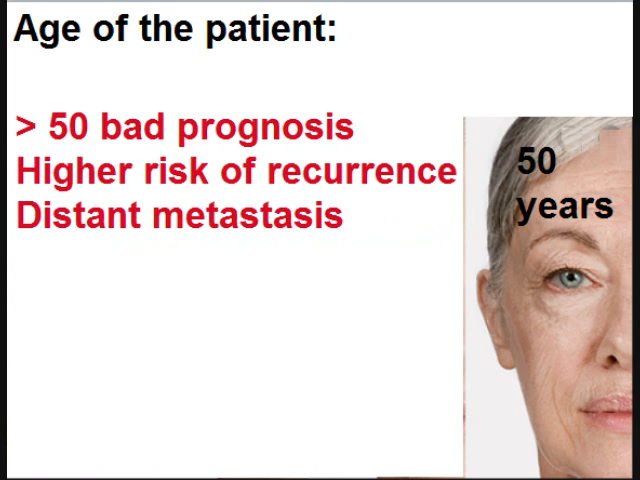 Age of the patient:
> 50 bad prognosis
Higher risk of recurrence
Distant metastasis
50
years